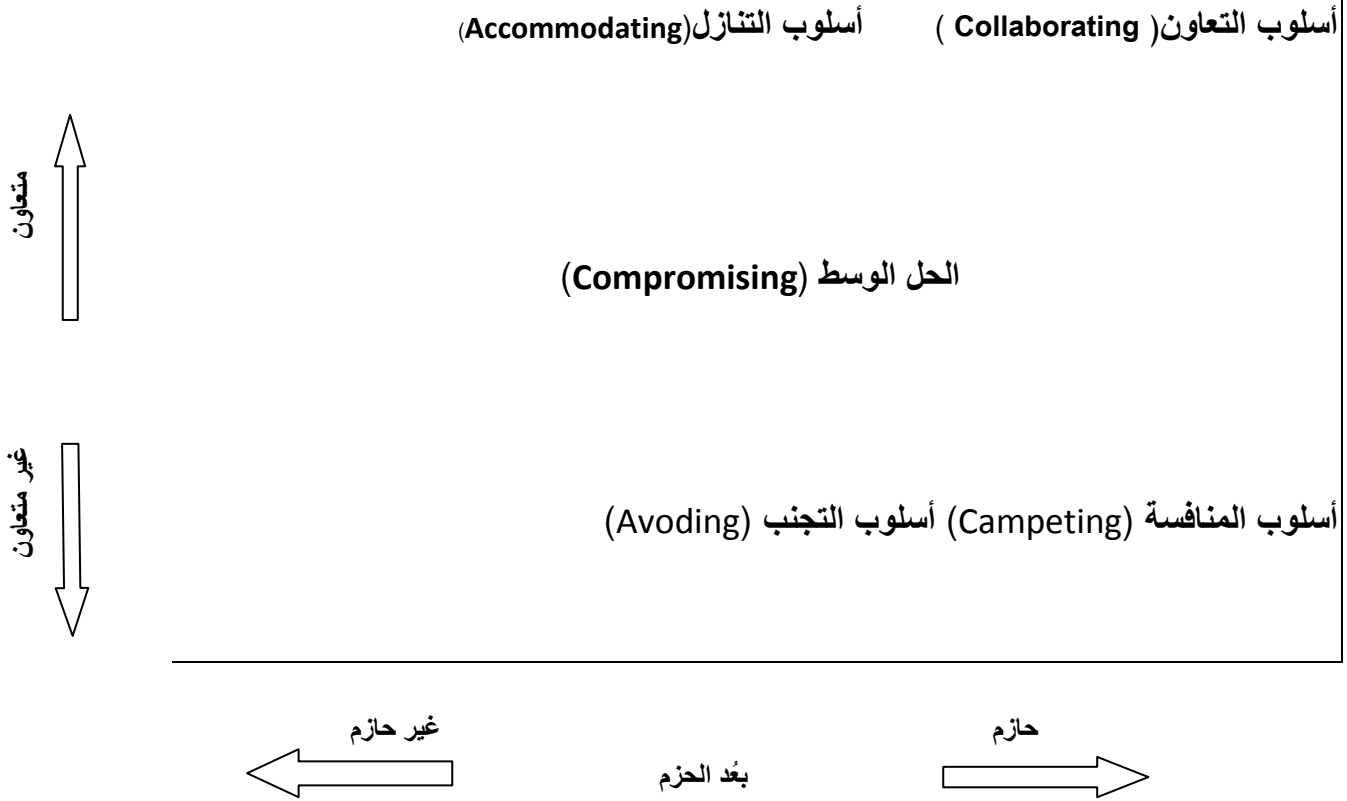 أسلوب التعاون( Collaborating ) أسلوب التنازل(Accommodating)
متعاون
الحل الوسط (Compromising)
غير متعاون
أسلوب المنافسة (Campeting) أسلوب التجنب (Avoding)
حازم
غير حازم
بعُد الحزم